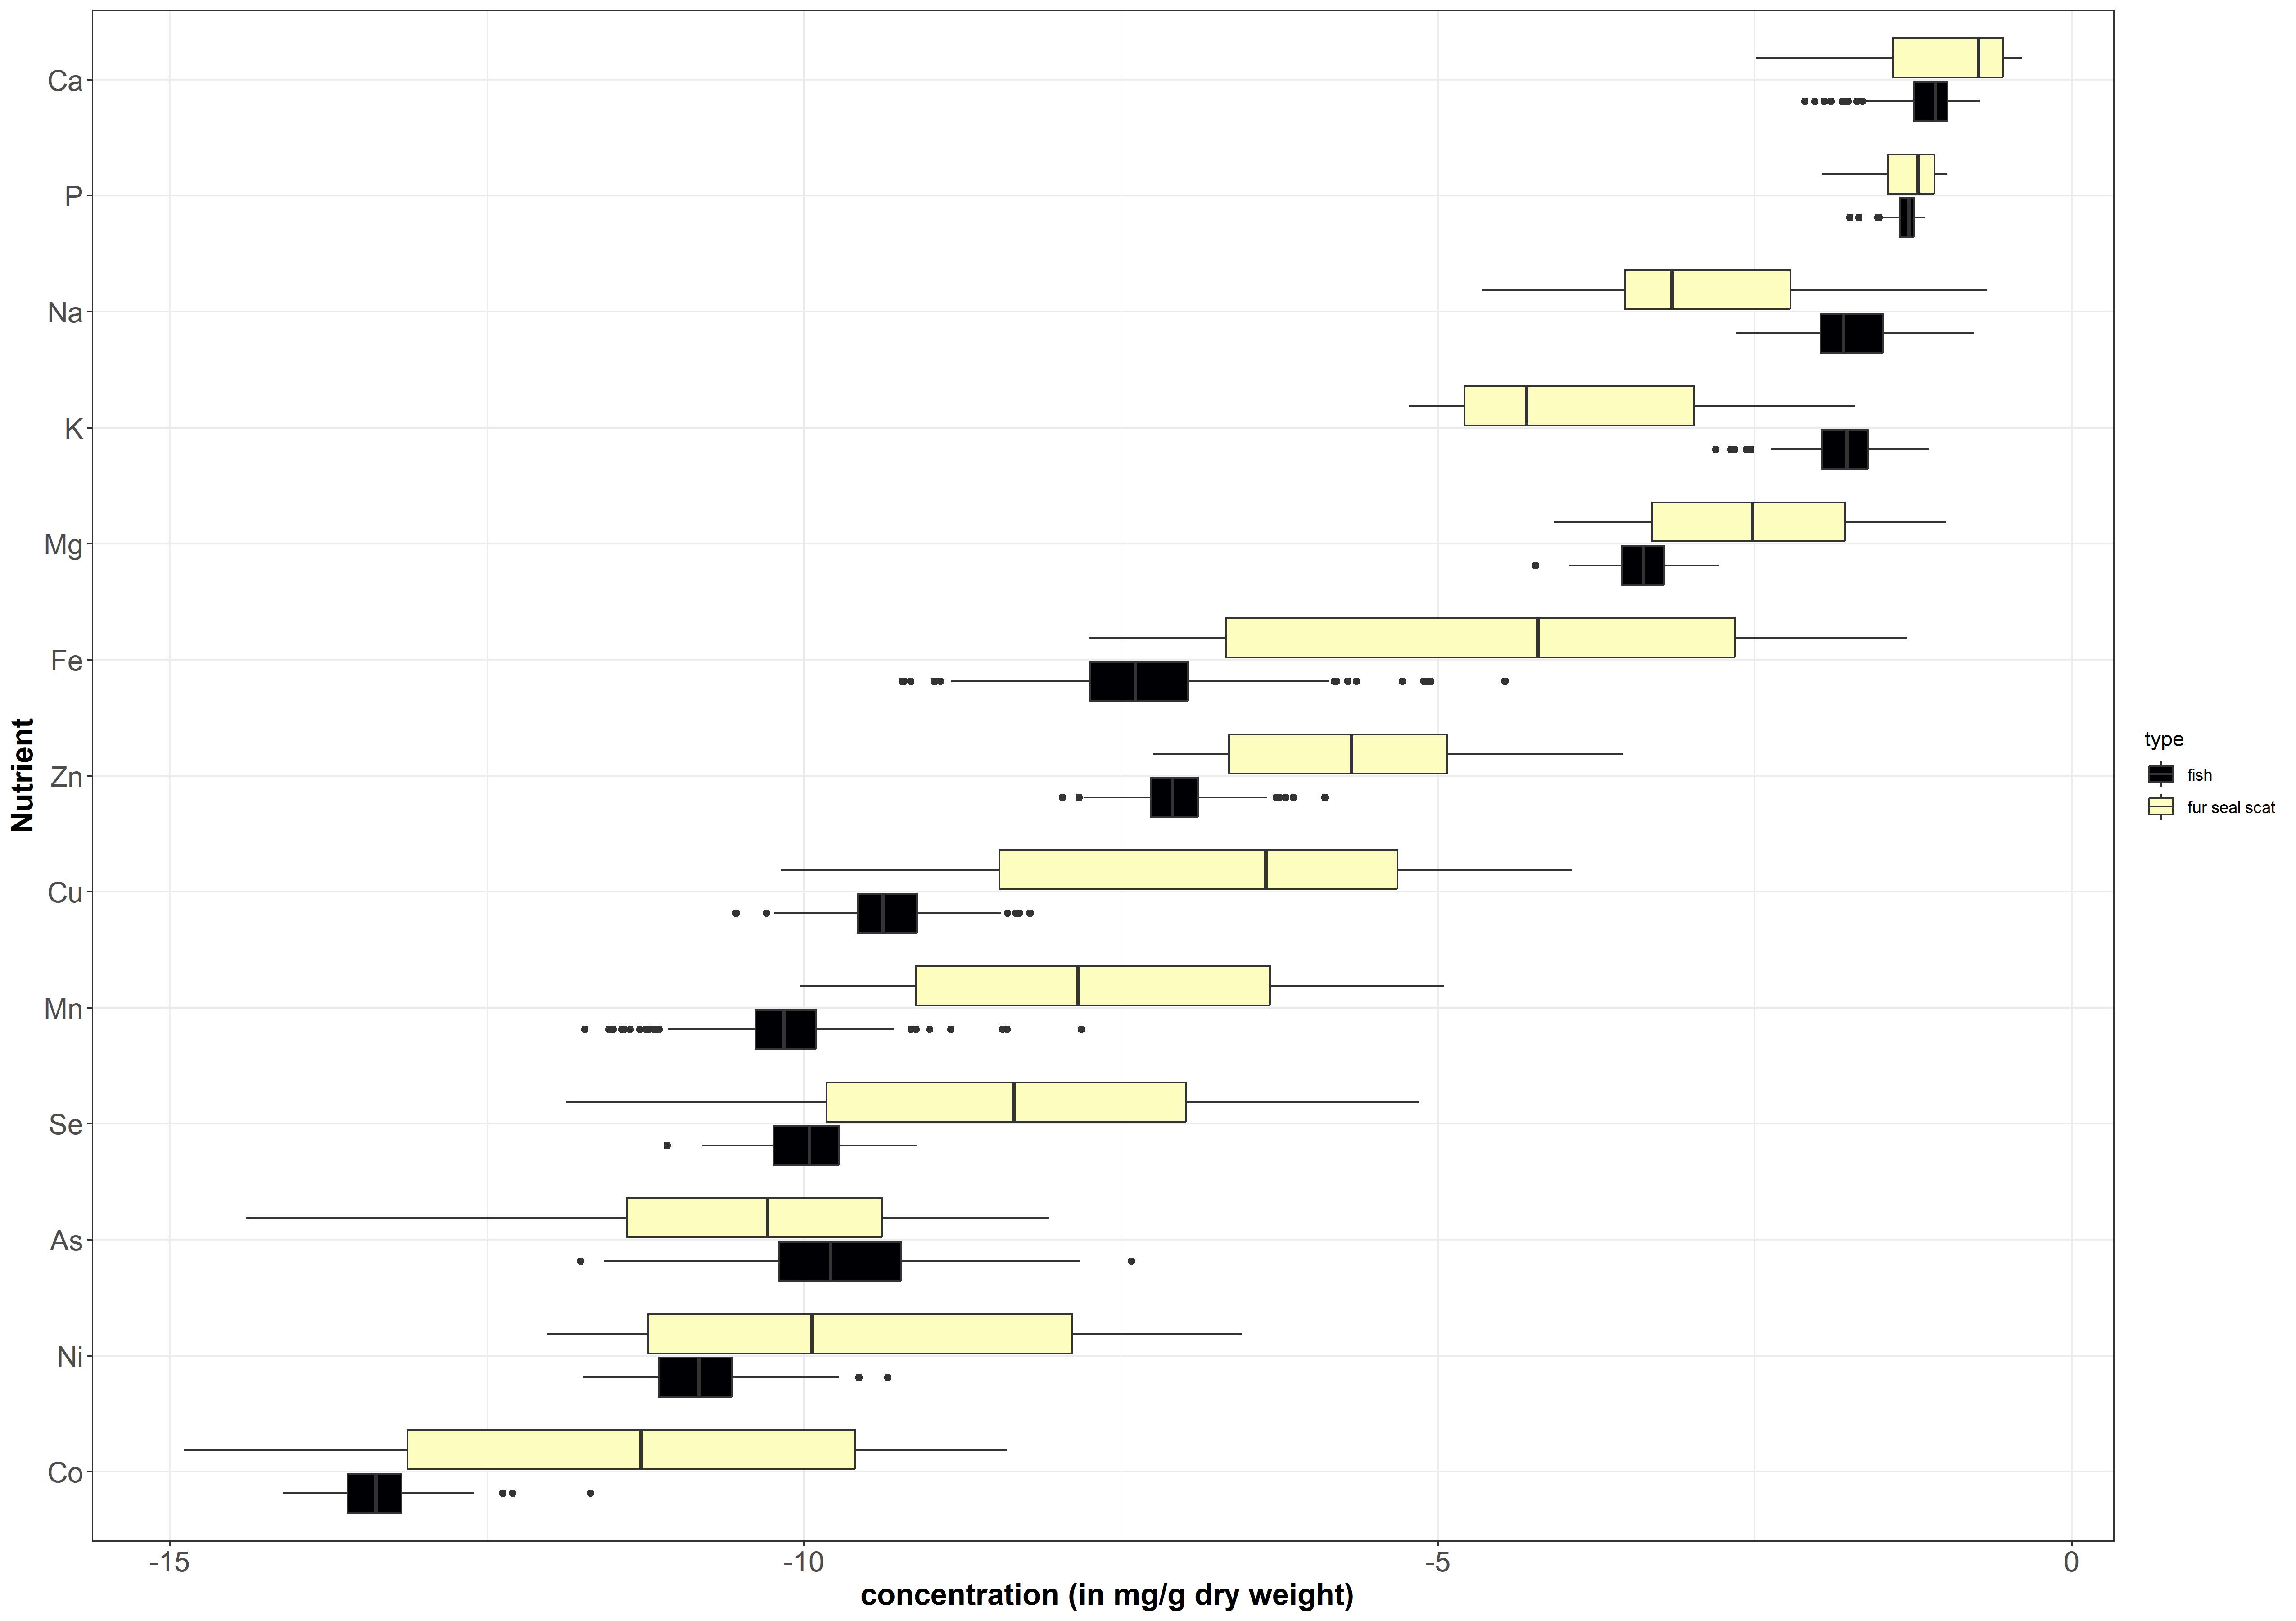 Ca
P
Na
K
Mg
Fe
Zn
Cu
Mn
Se
As
Ni
Co
Nutrient
-15 -10 -5 0
concentration (in mg/g dry weight)
type
fish
fur seal scat